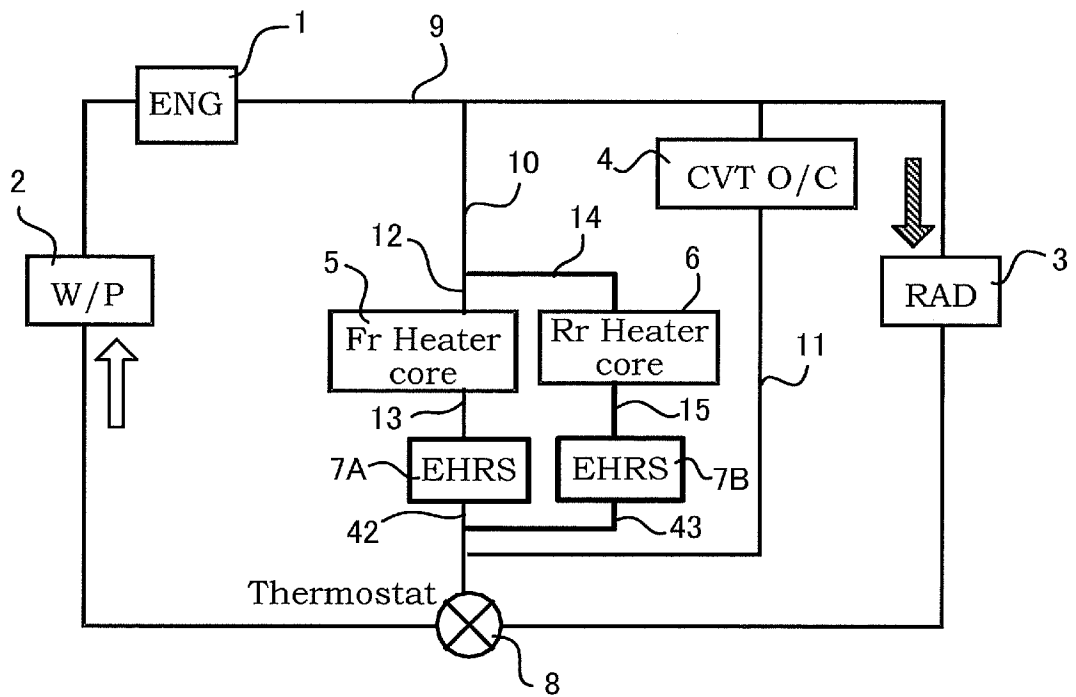 1
9
ENG
2
10
4
CVT O/C
14
12
5
6
3
W/P
RAD
Fr Heater
core
Rr Heater
core
11
13
15
7A
EHRS
EHRS
7B
42
43
Thermostat
8